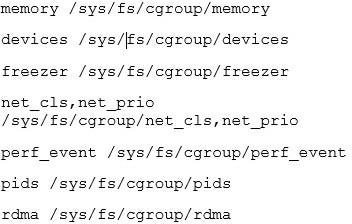 memory /sys/fs/cgroup/memory
devices /sys/fs/cgroup/devices
freezer /sys/fs/cgroup/freezer
net_cls,net_prio
/sys/fs/cgroup/net_cls,net_prio
perf_event /sys/fs/cgroup/perf_event
pids /sys/fs/cgroup/pids
rdma /sys/fs/cgroup/rdma